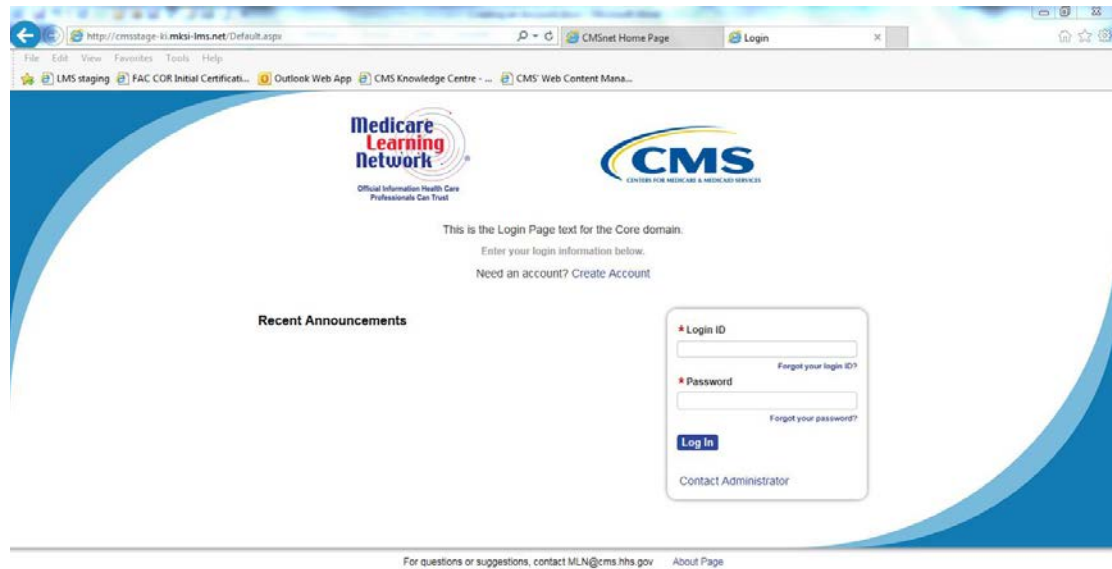 http://cmsstage-ki.mksi-lms.net/Default.aspx
CMSnet Home Page
Login
File Edit View Favorites Tools Help
LMS staging FAC COR Initial Certificati... Outlook Web App CMS Knowledge Centre - ... CMS' Web Content Mana...
Medicare
Learning
Network ®
Official Information Health Care
Professionals Can Trust
CMS
CENTERS FOR MEDICARE & MEDICAID SERVICES
This is the Login Page text for the Core domain.
Enter your login information below.
Need an account? Create Account
Recent Announcements
* Login ID
Forgot your login ID?
* Password
Forgot your password?
Log In
Contact Administrator
For questions or suggestions, contact MLN@cms.hhs.gov About Page